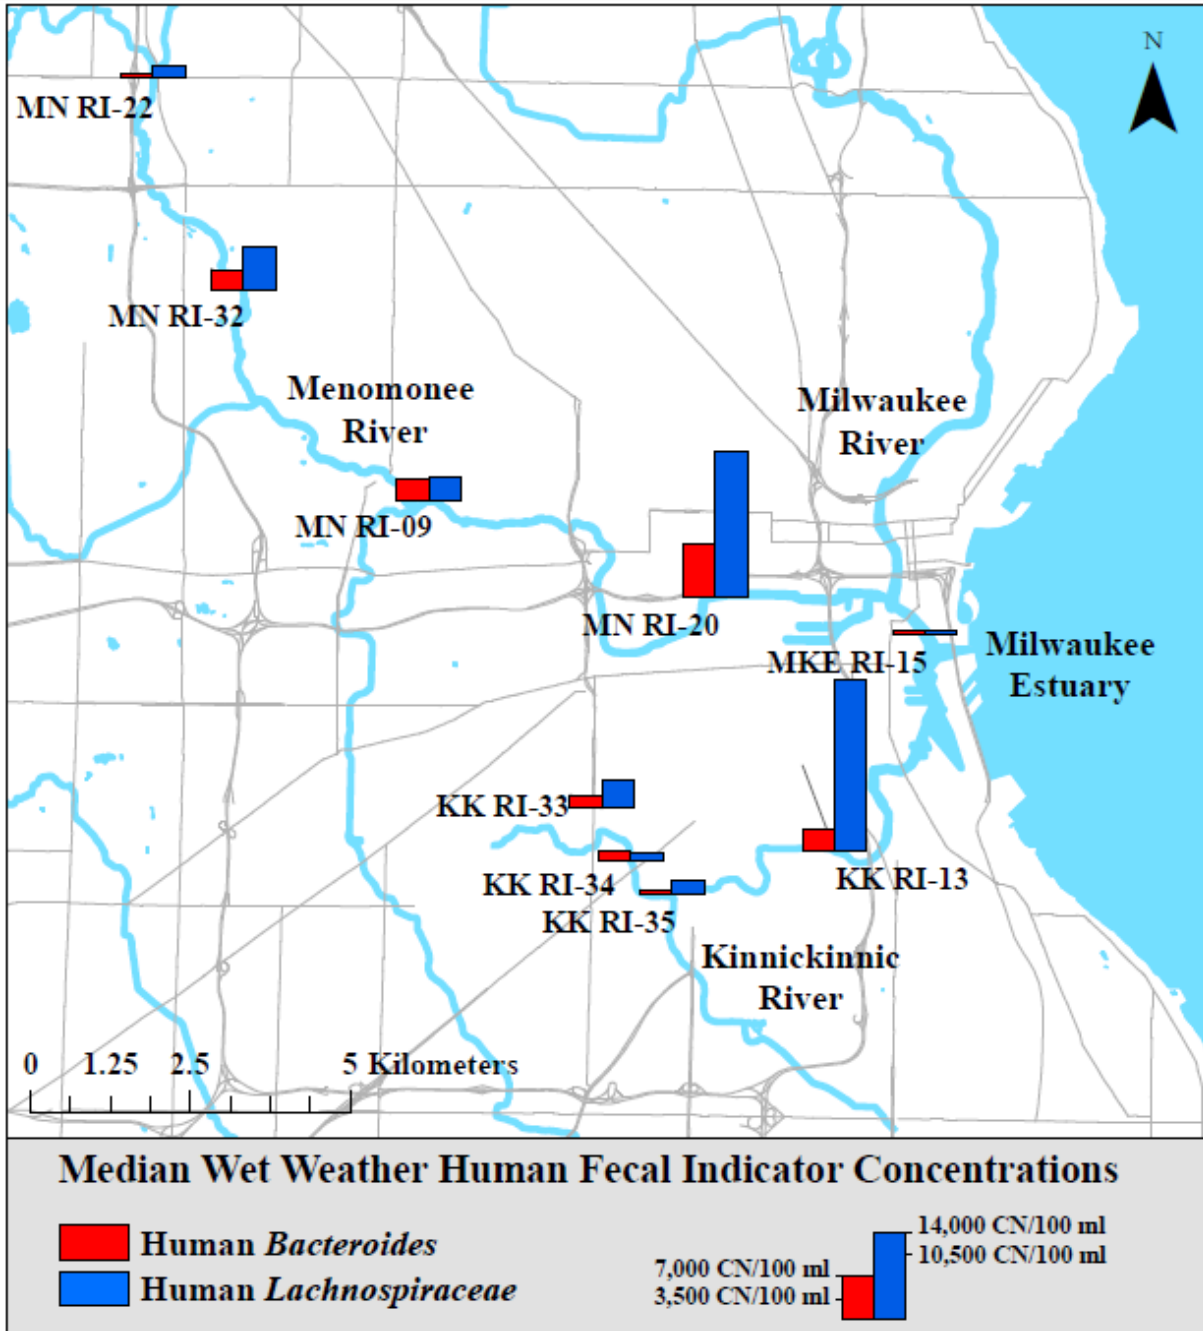 N
MN RI-22
MN RI-32
Menomonee
River
Milwaukee
River
MN RI-09
MN RI-20
MKE RI-15
Milwaukee
Estuary
KK RI-33
KK RI-34
KK RI-35
KK RI-13
Kinnickinnic
River
0 1.25 2.5 5 Kilometers
Median Wet Weather Human Fecal Indicator Concentrations
Human Bacteroides
Human Lachnospiraceae
14,000 CN/100 ml
10,500 CN/100 ml
7,000 CN/100 ml
3,500 CN/100 ml